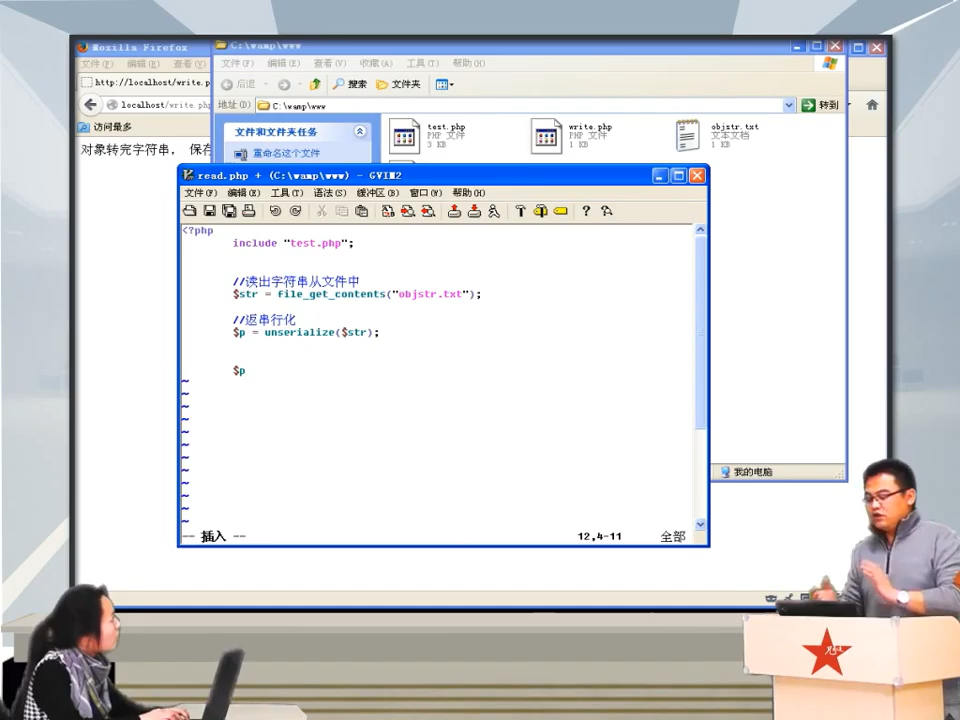 Mozilla Firefox
文件(F) 编辑(E) 查看(V)
http://localhost/write.p
localhost/write.php
访问最多
对象转完字符串，保存
C:\wamp\www
文件(F) 编辑(E) 查看(V) 收藏(A) 工具(T) 帮助(H)
后退 搜索 文件夹
地址(D) C:\wamp\www 转到
文件和文件夹任务
重命名这个文件
test.php
PHP 文件
3 KB
write.php
PHP 文件
1 KB
objstr.txt
文本文档
1 KB
read.php + (C:\wamp\www) - GVIM2
文件(F) 编辑(E) 工具(T) 语法(S) 缓冲区(B) 窗口(W) 帮助(H)
<?php
include "test.php";
//读出字符串从文件中
$str = file_get_contents("objstr.txt");
//返串行化
$p = unserialize($str);
$p
~
~
~
~
~
~
~
~
~
~
~
~
-- 插入 -- 12,4-11 全部
我的电脑